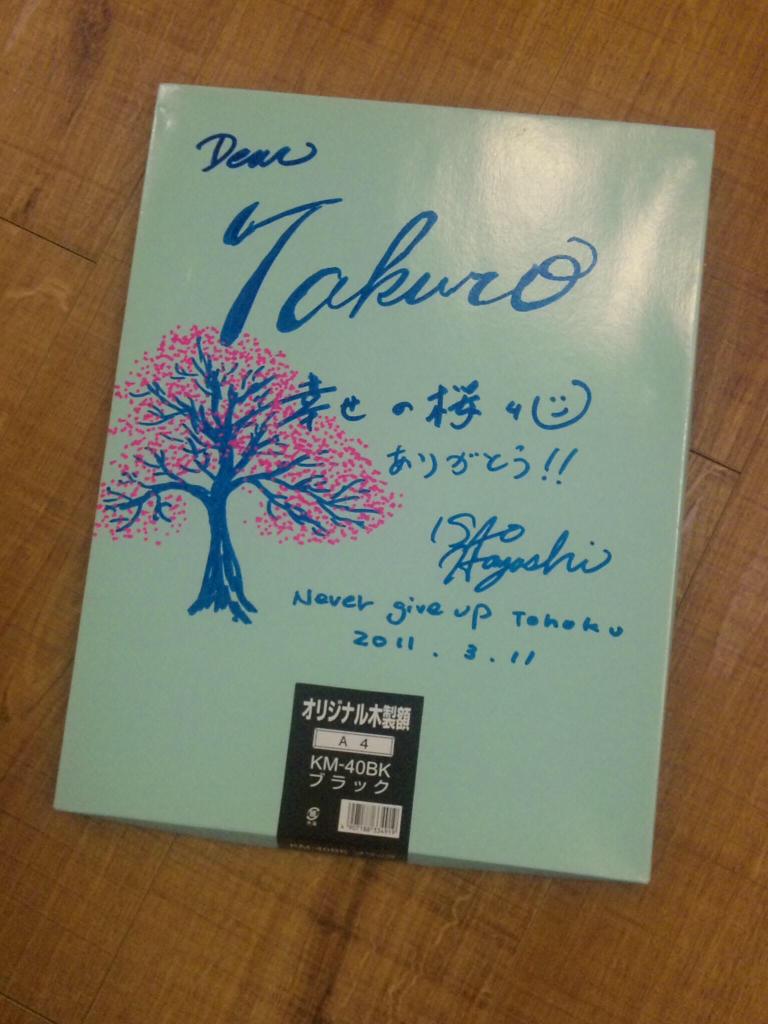 Dear
Takuro
幸せの桜
ありがとう!!
ISAO
Hayashi
Never give up Tohoku
2011.3.11
オリジナル木製額
A4
KM-40BK
ブラック